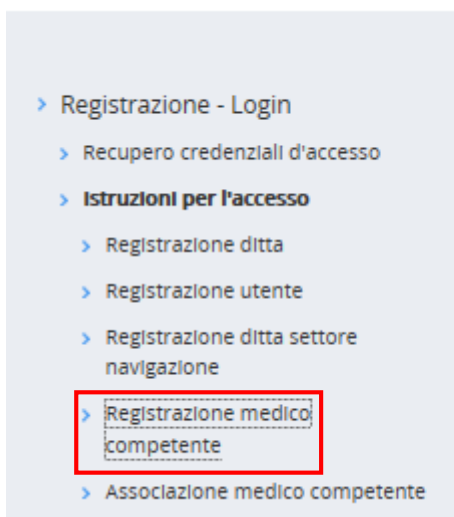 Registrazione - Login
Recupero credenziali d'accesso
Istruzioni per l'accesso
Registrazione ditta
Registrazione utente
Registrazione ditta settore
navigazione
Registrazione medico
competente
Associazione medico competente